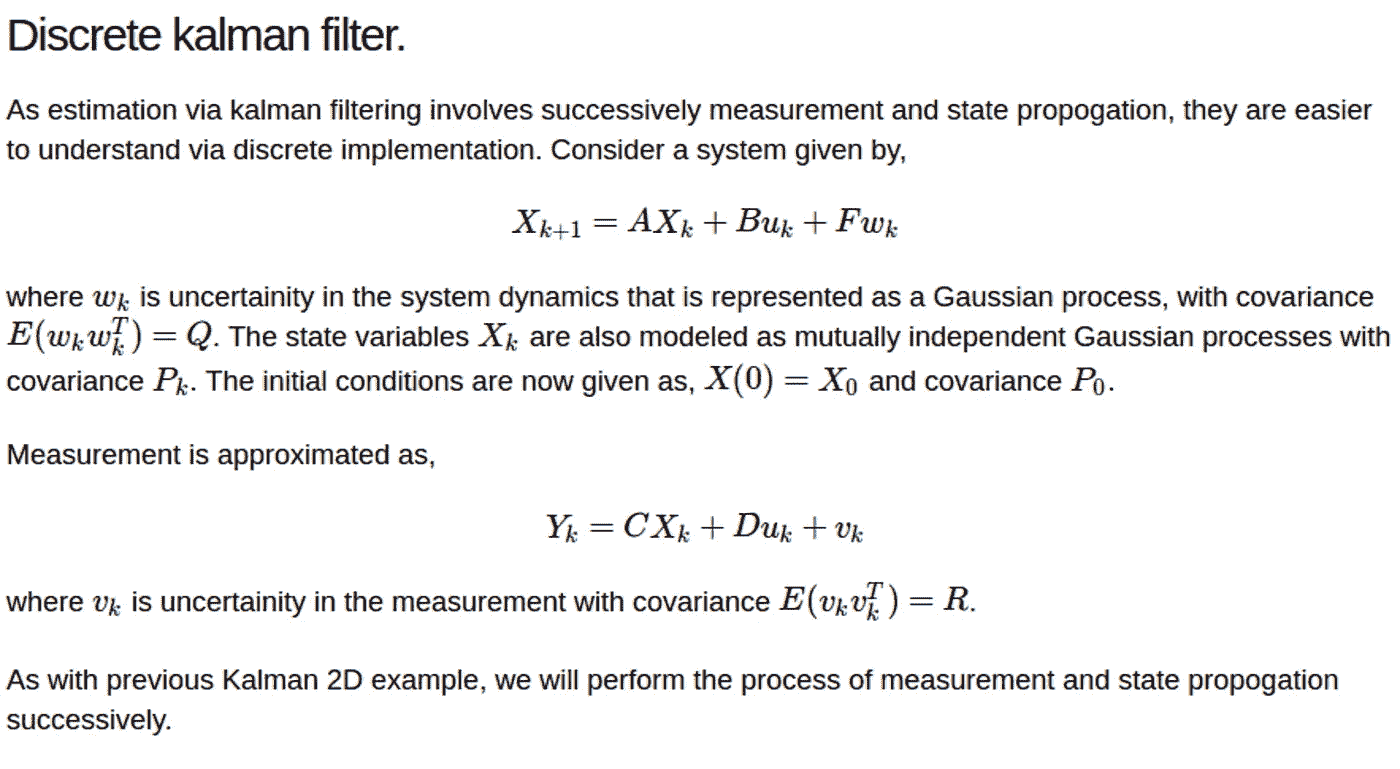 Discrete kalman filter.
As estimation via kalman filtering involves successively measurement and state propogation, they are easier
to understand via discrete implementation. Consider a system given by,
X_{k+1} = AX_k + Bu_k + Fw_k
where w_k is uncertainity in the system dynamics that is represented as a Gaussian process, with covariance
E(w_k w_k^T) = Q. The state variables X_k are also modeled as mutually independent Gaussian processes with
covariance P_k. The initial conditions are now given as, X(0) = X_0 and covariance P_0.
Measurement is approximated as,
Y_k = CX_k + Du_k + v_k
where v_k is uncertainity in the measurement with covariance E(v_k v_k^T) = R.
As with previous Kalman 2D example, we will perform the process of measurement and state propogation
successively.